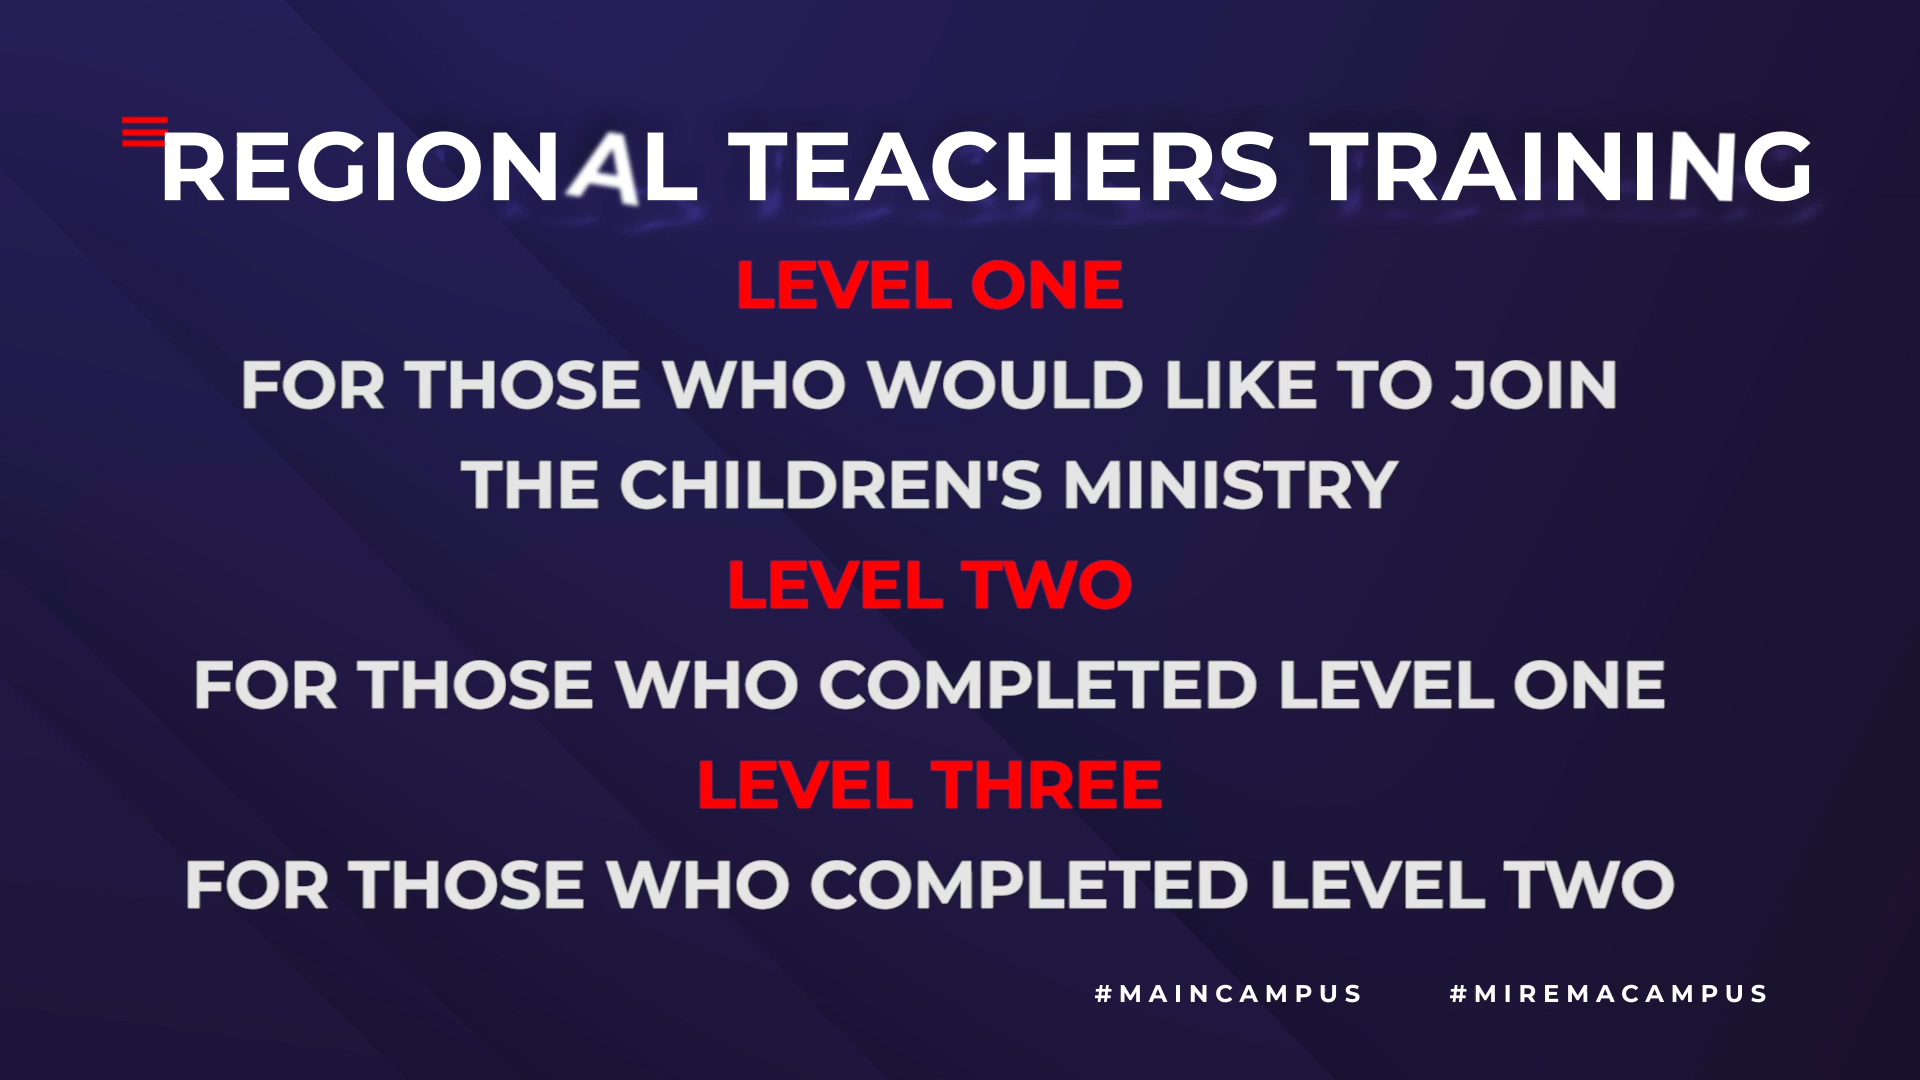 REGIONAL TEACHERS TRAINING
LEVEL ONE
FOR THOSE WHO WOULD LIKE TO JOIN
THE CHILDREN'S MINISTRY
LEVEL TWO
FOR THOSE WHO COMPLETED LEVEL ONE
LEVEL THREE
FOR THOSE WHO COMPLETED LEVEL TWO
#MAINCAMPUS #MIREMACAMPUS